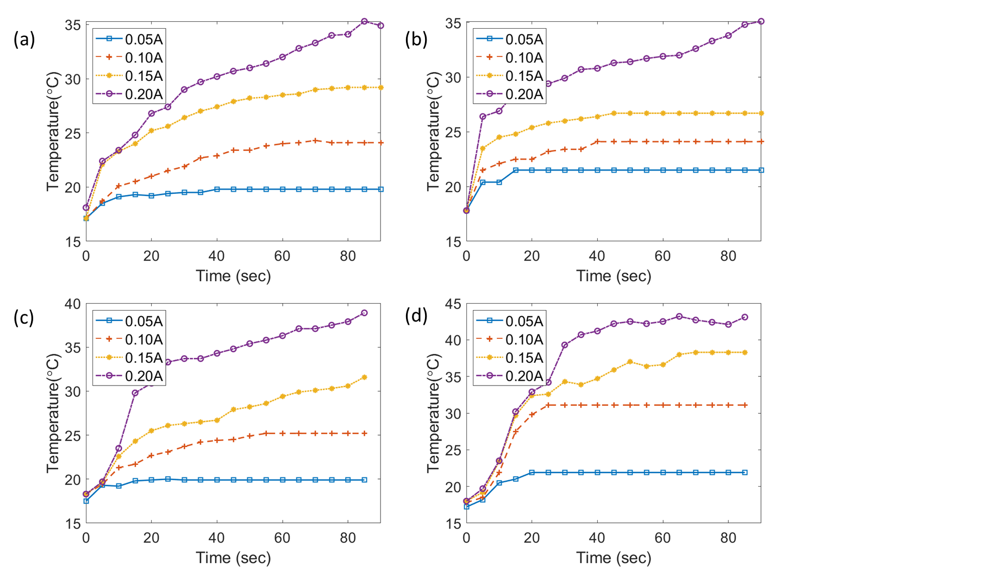 (a)
35
30
25
20
15
0 20 40 60 80
Temperature(°C)
Time (sec)
0.05A
0.10A
0.15A
0.20A
(b)
35
30
25
20
15
0 20 40 60 80
Temperature(°C)
Time (sec)
0.05A
0.10A
0.15A
0.20A
(c)
40
35
30
25
20
15
0 20 40 60 80
Temperature(°C)
Time (sec)
0.05A
0.10A
0.15A
0.20A
(d)
45
40
35
30
25
20
15
0 20 40 60 80
Temperature(°C)
Time (sec)
0.05A
0.10A
0.15A
0.20A